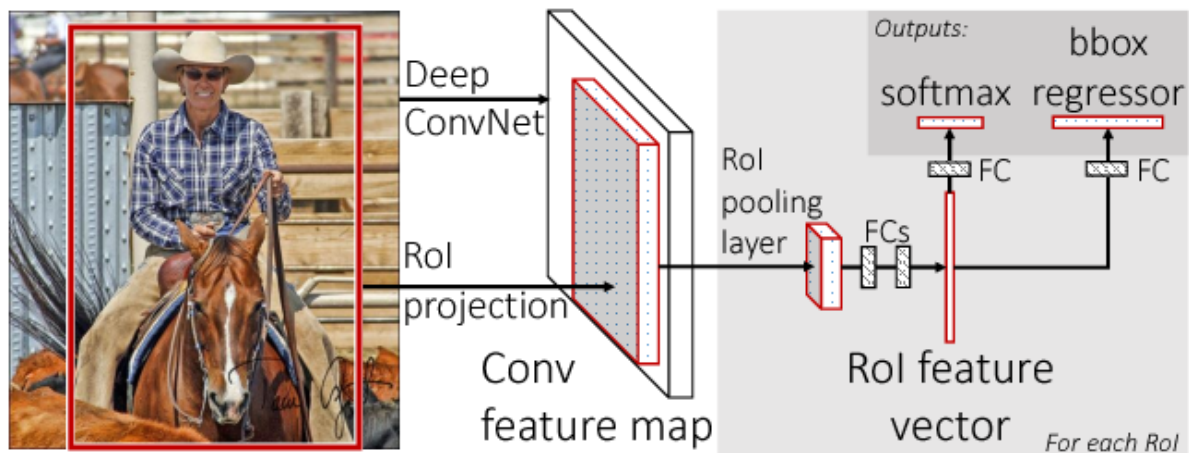 Deep
ConvNet
RoI
projection
Conv
feature map
RoI
pooling
layer
FCs
RoI feature
vector
For each RoI
Outputs:
softmax
bbox
regressor
FC
FC